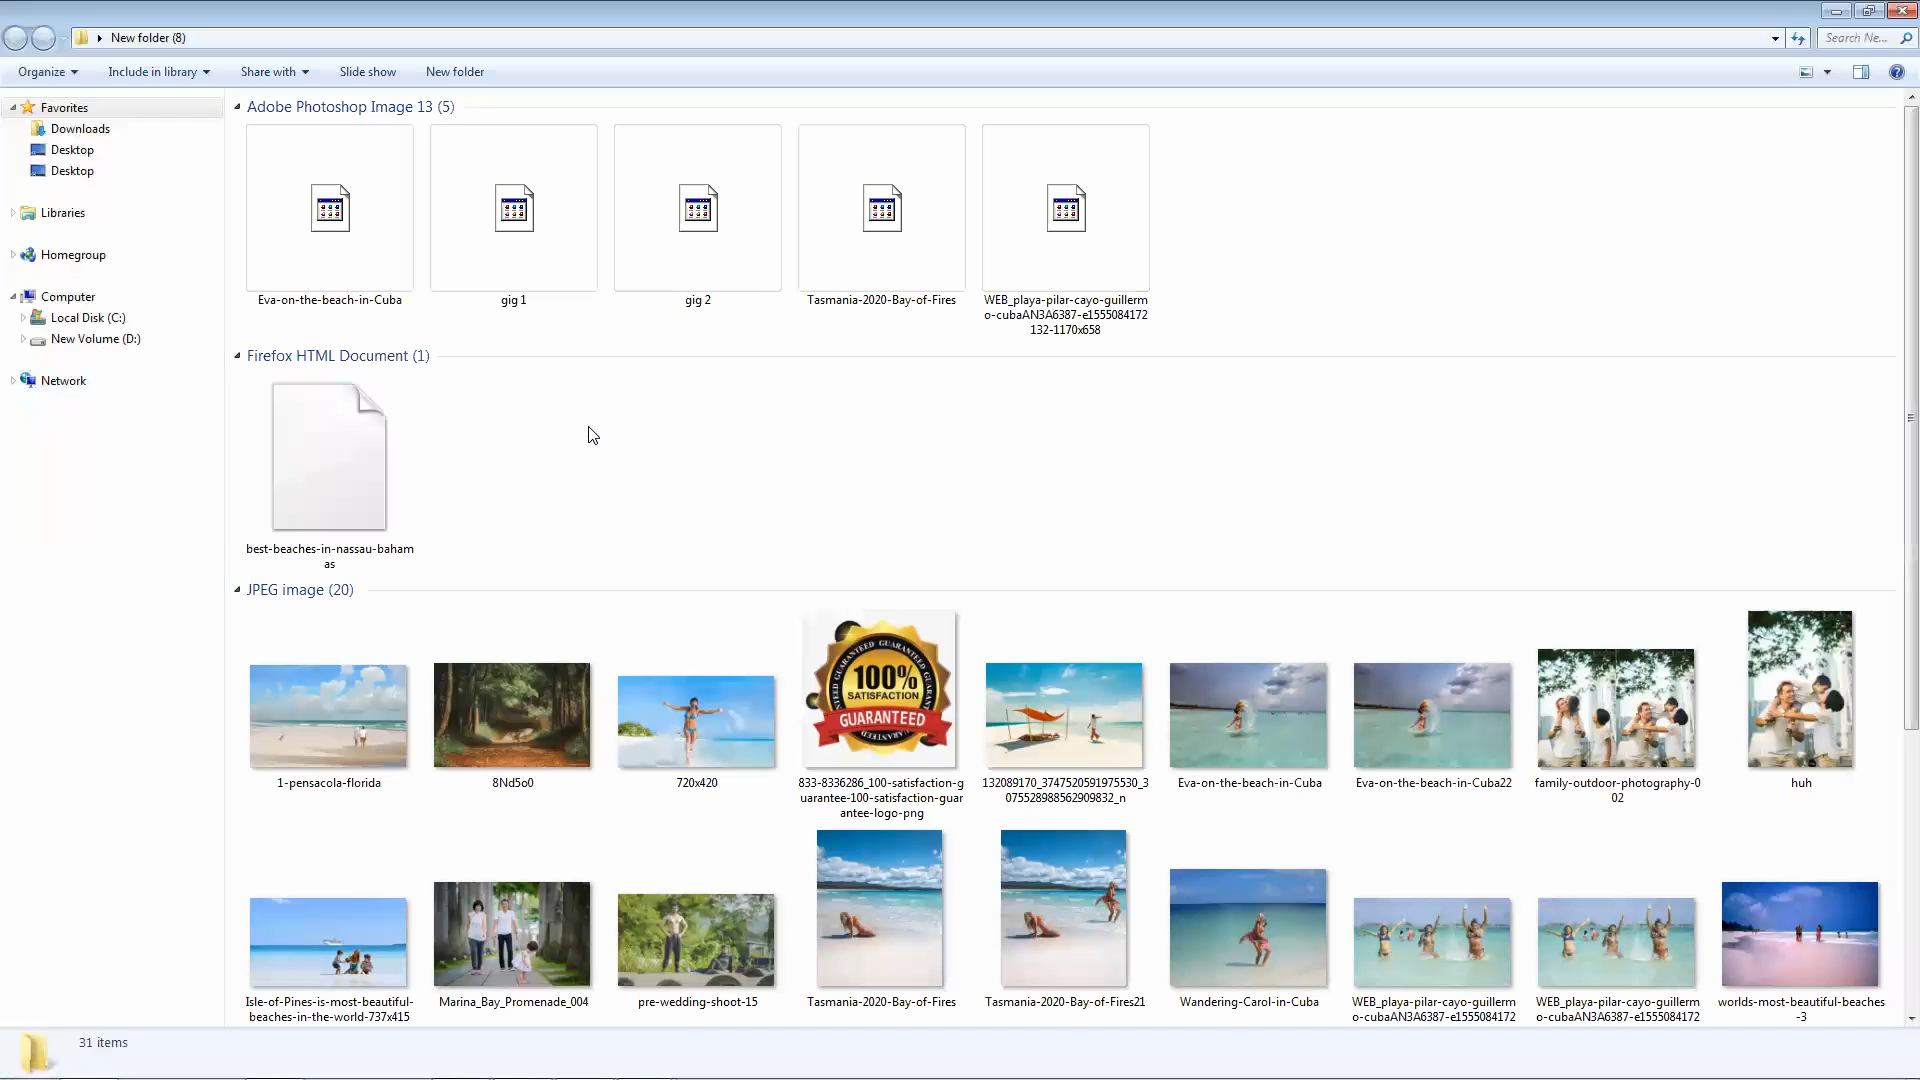 New folder (8)
Search Ne...
Organize
Include in library
Share with
Slide show
New folder
Favorites
Downloads
Desktop
Desktop
Libraries
Homegroup
Computer
Local Disk (C:)
New Volume (D:)
Network
Adobe Photoshop Image 13 (5)
Eva-on-the-beach-in-Cuba
gig 1
gig 2
Tasmania-2020-Bay-of-Fires
WEB_playa-pilar-cayo-guillerm
o-cubaAN3A6387-e1555084172
132-1170x658
Firefox HTML Document (1)
best-beaches-in-nassau-baham
as
JPEG image (20)
GUARANTEED GUARANTEED GUARANTEED
100%
SATISFACTION
GUARANTEED
1-pensacola-florida
8Nd5o0
720x420
833-8336286_100-satisfaction-g
uarantee-100-satisfaction-guar
antee-logo-png
132089170_3747520591975530_3
075528988562909832_n
Eva-on-the-beach-in-Cuba
Eva-on-the-beach-in-Cuba22
family-outdoor-photography-0
02
huh
Isle-of-Pines-is-most-beautiful-
beaches-in-the-world-737x415
Marina_Bay_Promenade_004
pre-wedding-shoot-15
Tasmania-2020-Bay-of-Fires
Tasmania-2020-Bay-of-Fires21
Wandering-Carol-in-Cuba
WEB_playa-pilar-cayo-guillerm
o-cubaAN3A6387-e1555084172
WEB_playa-pilar-cayo-guillerm
o-cubaAN3A6387-e1555084172
worlds-most-beautiful-beaches
-3
31 items